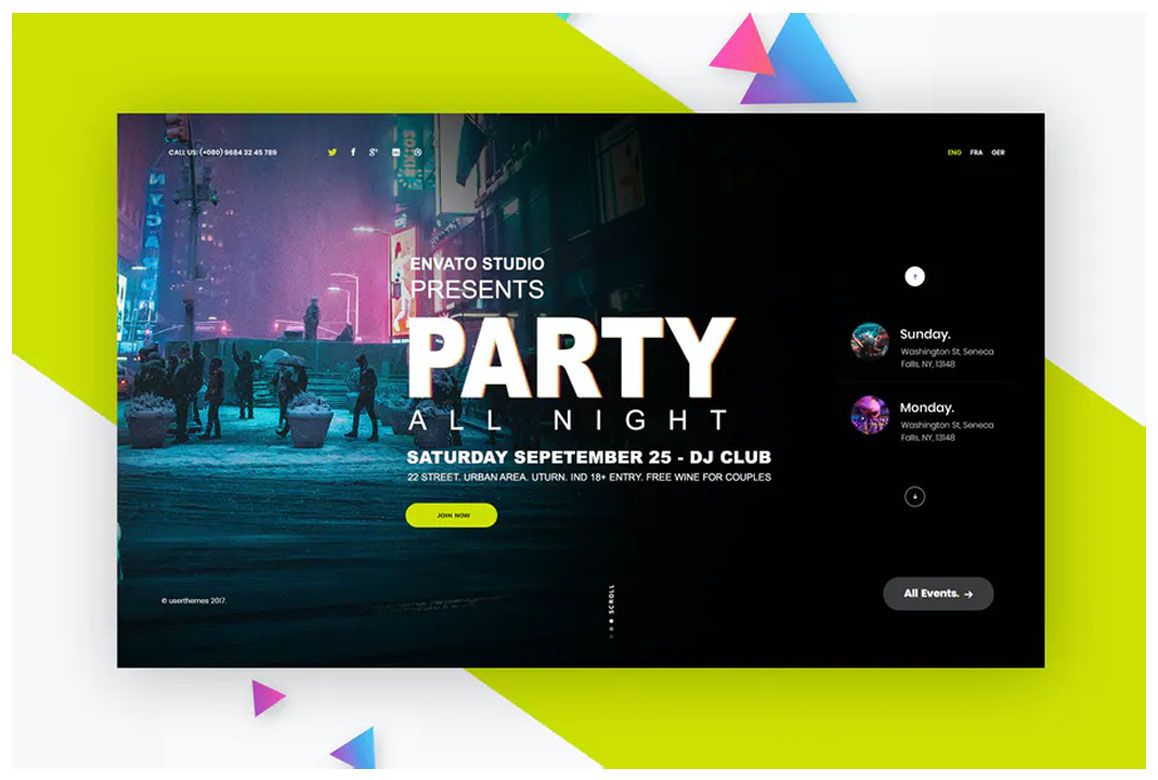 CALL US: (+080) 9684 32 45 789
ENG FRA GER
ENVATO STUDIO
PRESENTS
PARTY
ALL NIGHT
SATURDAY SEPETEMBER 25 - DJ CLUB
22 STREET. URBAN AREA. UTURN. IND 18+ ENTRY. FREE WINE FOR COUPLES
JOIN NOW
Sunday.
Washington St, Seneca
Falls, NY, 13148
Monday.
Washington St, Seneca
Falls, NY, 13148
All Events.
SCROLL
© userthemes 2017.